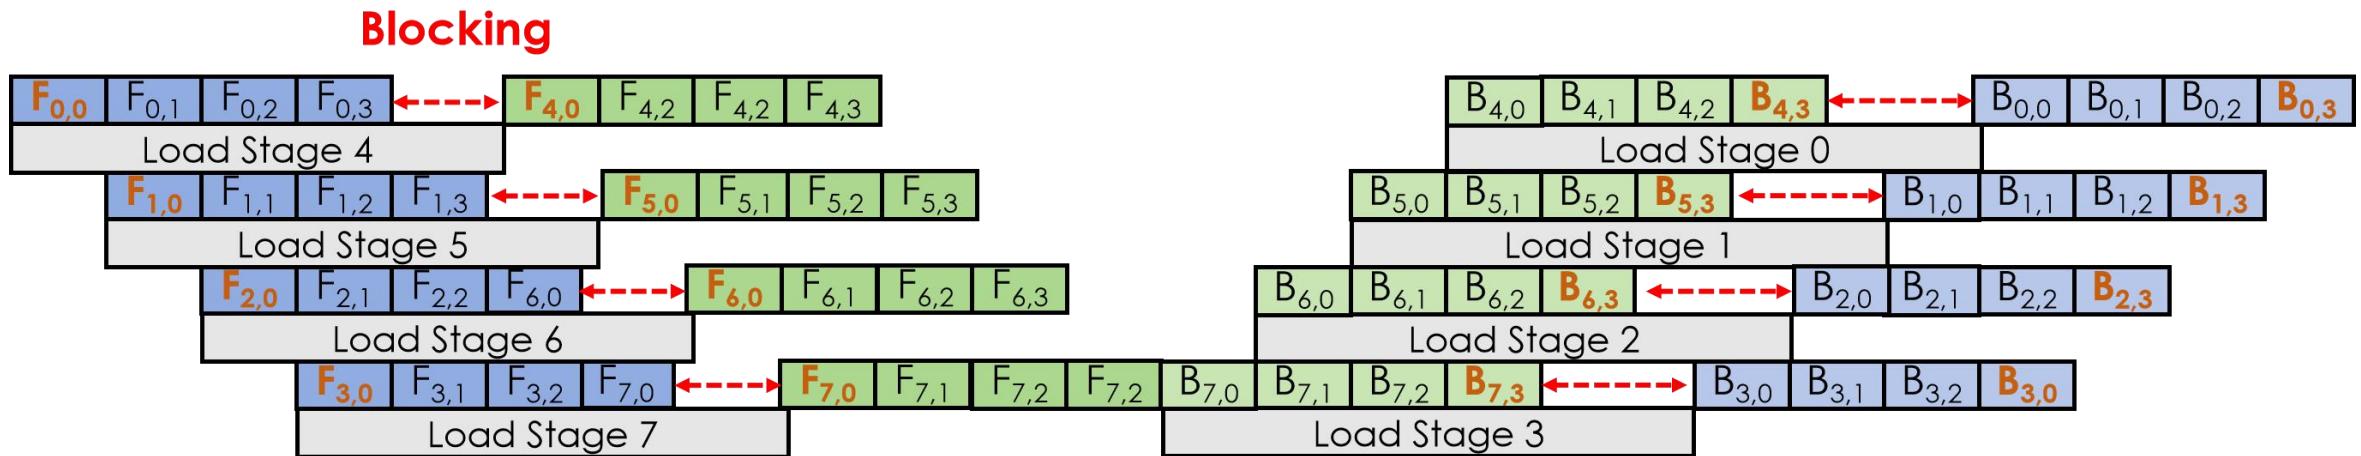 Blocking
F0,0 F0,1 F0,2 F0,3 F4,0 F4,2 F4,2 F4,3 B4,0 B4,1 B4,2 B4,3 B0,0 B0,1 B0,2 B0,3
Load Stage 4 Load Stage 0
F1,0 F1,1 F1,2 F1,3 F5,0 F5,1 F5,2 F5,3 B5,0 B5,1 B5,2 B5,3 B1,0 B1,1 B1,2 B1,3
Load Stage 5 Load Stage 1
F2,0 F2,1 F2,2 F6,0 F6,0 F6,1 F6,2 F6,3 B6,0 B6,1 B6,2 B6,3 B2,0 B2,1 B2,2 B2,3
Load Stage 6 Load Stage 2
F3,0 F3,1 F3,2 F7,0 F7,0 F7,1 F7,2 F7,2 B7,0 B7,1 B7,2 B7,3 B3,0 B3,1 B3,2 B3,0
Load Stage 7 Load Stage 3